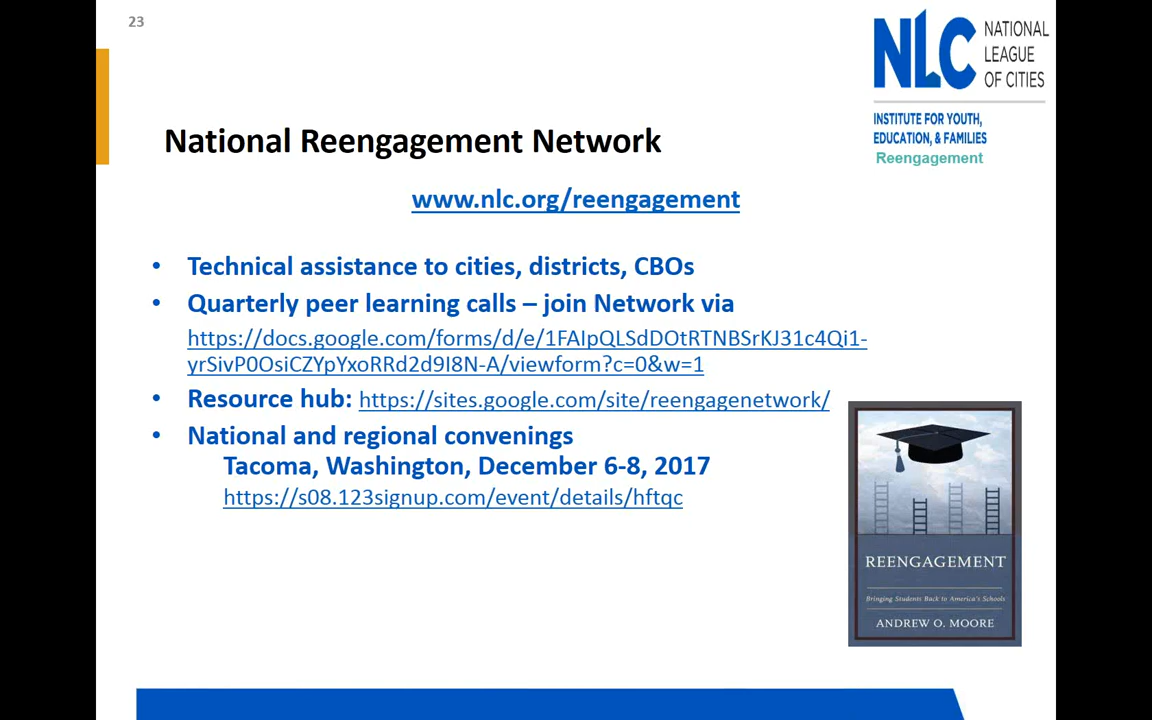 23
NLC NATIONAL
LEAGUE
OF CITIES
INSTITUTE FOR YOUTH,
EDUCATION, & FAMILIES
Reengagement
National Reengagement Network
www.nlc.org/reengagement
• Technical assistance to cities, districts, CBOs
• Quarterly peer learning calls – join Network via
https://docs.google.com/forms/d/e/1FAIpQLSdDOtRTNBSrKJ31c4Qi1-
yrSivP0OsiCZYpYxoRRd2d9I8N-A/viewform?c=0&w=1
• Resource hub: https://sites.google.com/site/reengagenetwork/
• National and regional convenings
Tacoma, Washington, December 6-8, 2017
https://s08.123signup.com/event/details/hftqc
REENGAGEMENT
Bringing Students Back to America's Schools
ANDREW O. MOORE